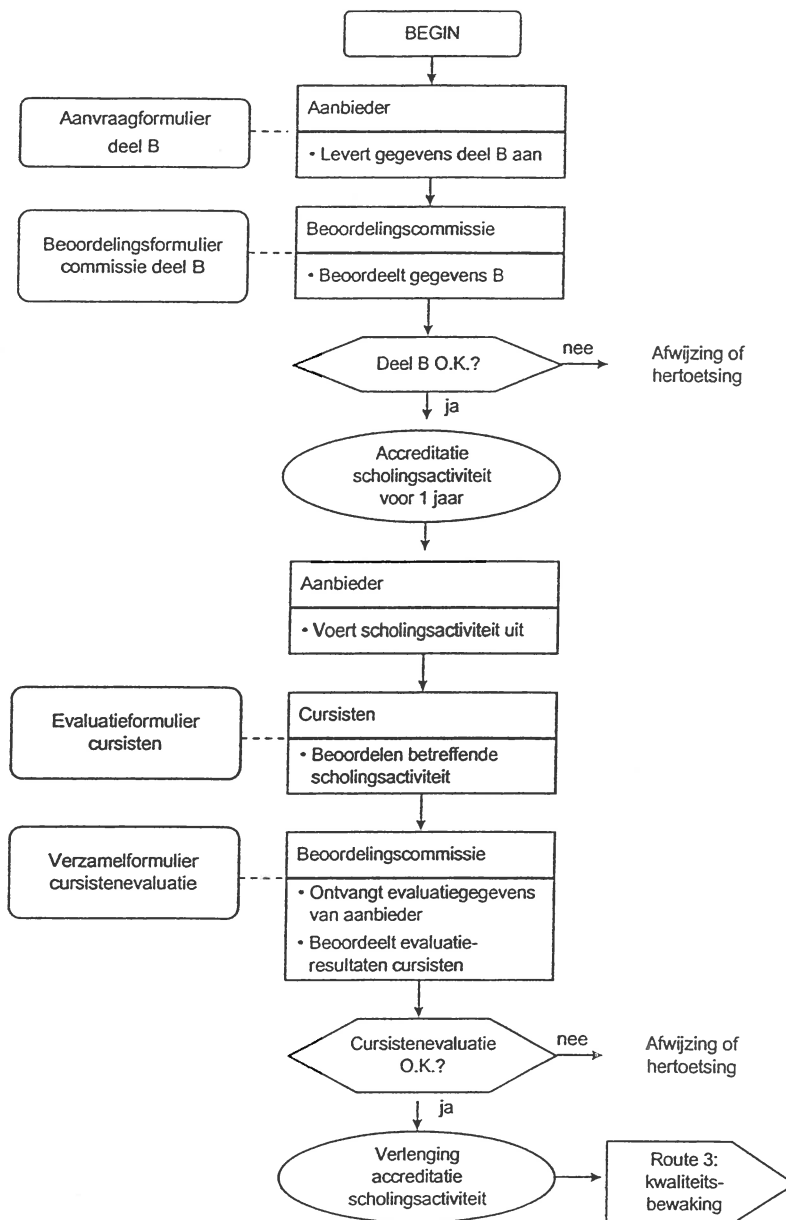 BEGIN
Aanvraagformulier
deel B
Aanbieder
• Levert gegevens deel B aan
Beoordelingsformulier
commissie deel B
Beoordelingscommissie
• Beoordeelt gegevens B
Deel B O.K.?
nee
Afwijzing of
hertoetsing
ja
Accreditatie
scholingsactiviteit
voor 1 jaar
Aanbieder
• Voert scholingsactiviteit uit
Evaluatieformulier
cursisten
Cursisten
• Beoordelen betreffende
scholingsactiviteit
Verzamelformulier
cursistenevaluatie
Beoordelingscommissie
• Ontvangt evaluatiegegevens
van aanbieder
• Beoordeelt evaluatie-
resultaten cursisten
Cursistenevaluatie
O.K.?
nee
Afwijzing of
hertoetsing
ja
Verlenging
accreditatie
scholingsactiviteit
Route 3:
kwaliteits-
bewaking